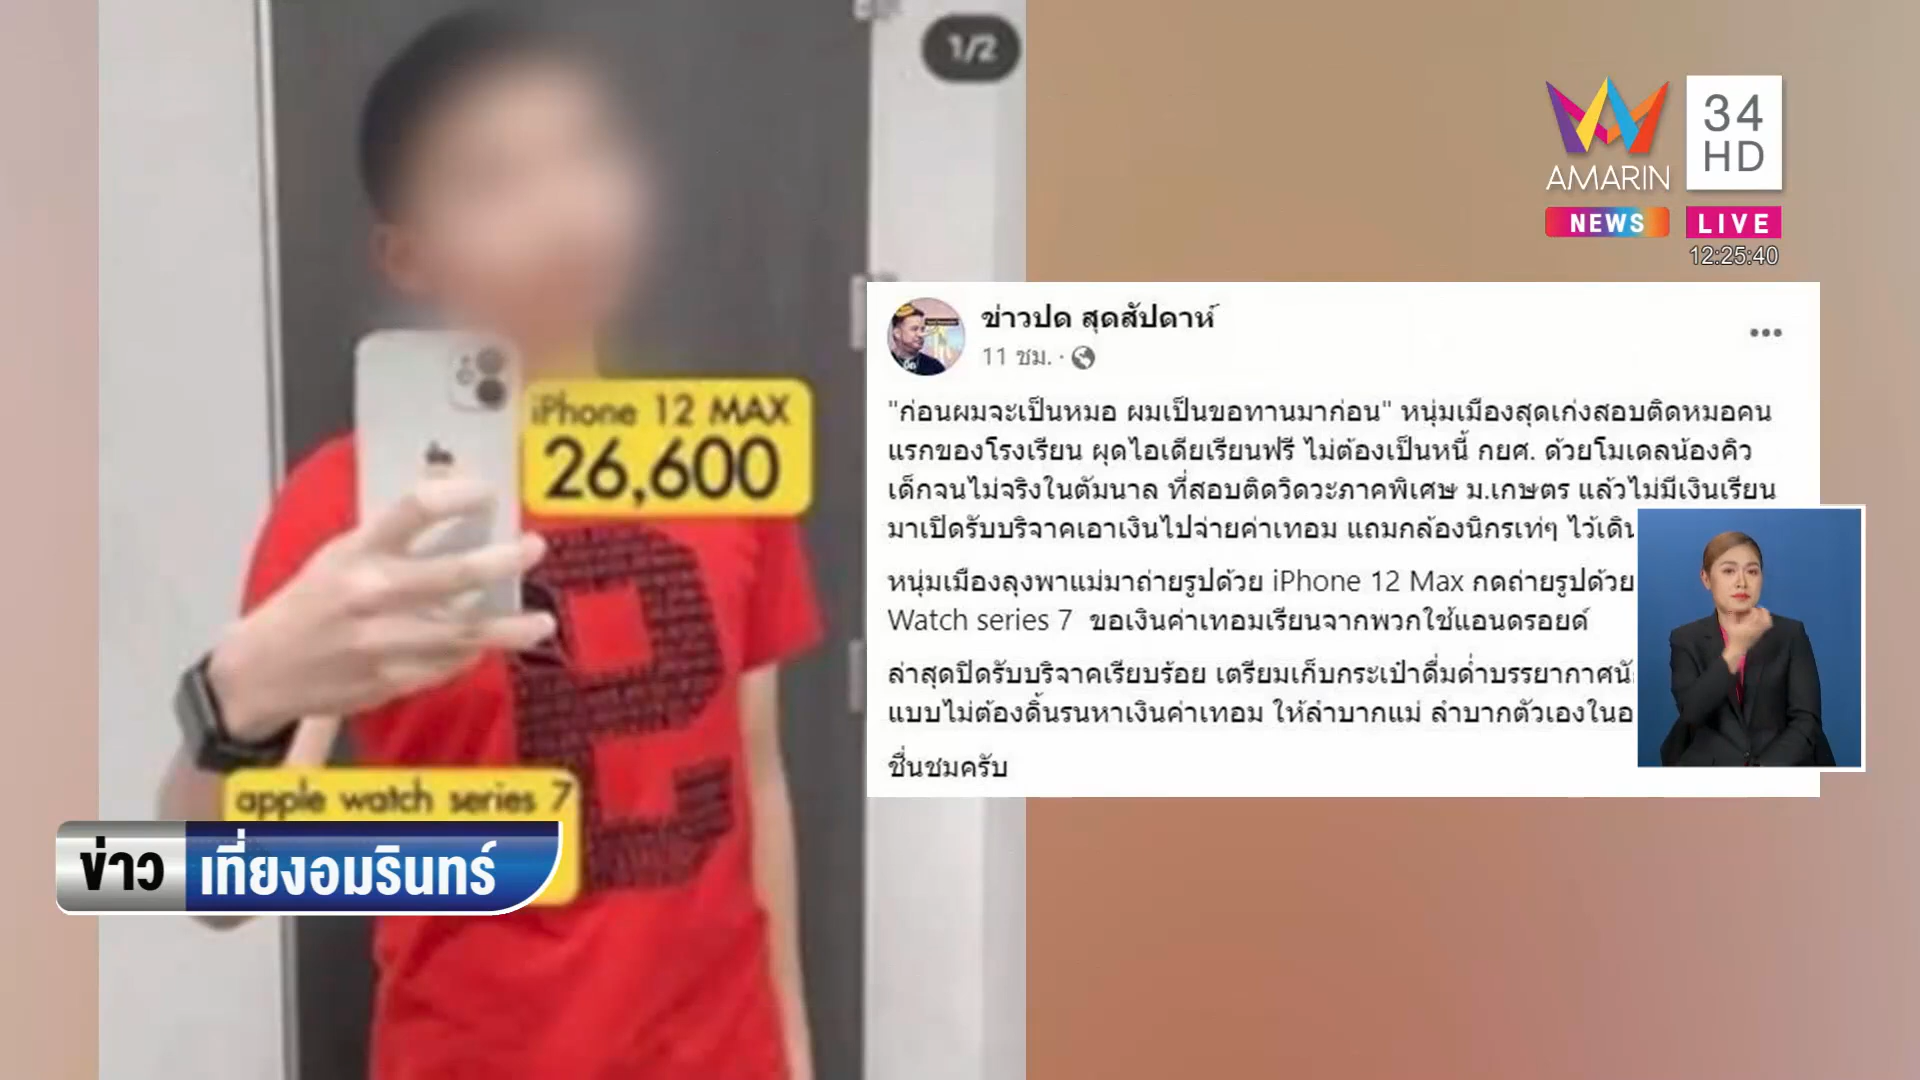 1/2
34
HD
AMARIN
NEWS
LIVE
12:25:40
iPhone 12 MAX
26,600
ข่าวปด สุดสัปดาห์
11 ชม.
"ก่อนผมจะเป็นหมอ ผมเป็นขอทานมาก่อน" หนุ่มเมืองสุดเก่งสอบติดหมอคน
แรกของโรงเรียน ผุดไอเดียเรียนฟรี ไม่ต้องเป็นหนี้ กยศ. ด้วยโมเดลน้องคิว
เด็กจนไม่จริงในตัมนาล ที่สอบติดวิดวะภาคพิเศษ ม.เกษตร แล้วไม่มีเงินเรียน
มาเปิดรับบริจาคเอาเงินไปจ่ายค่าเทอม แถมกล้องนิกรเท่ๆ ไว้เดิน
หนุ่มเมืองลุงพาแม่มาถ่ายรูปด้วย iPhone 12 Max กดถ่ายรูปด้วย
Watch series 7 ขอเงินค่าเทอมเรียนจากพวกใช้แอนดรอยด์
ล่าสุดปิดรับบริจาคเรียบร้อย เตรียมเก็บกระเป๋าดื่มด่ำบรรยากาศ
แบบไม่ต้องดิ้นรนหาเงินค่าเทอม ให้ลำบากแม่ ลำบากตัวเองใน
ชื่นชมครับ
apple watch series 7
ข่าว เที่ยงอมรินทร์